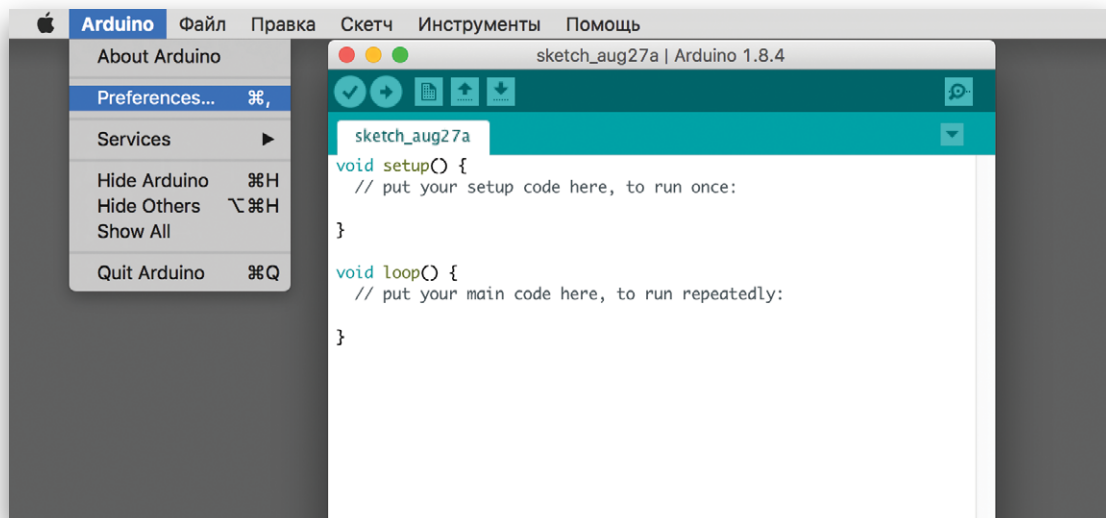 Arduino Файл Правка Скетч Инструменты Помощь
About Arduino
Preferences... ⌘,
Services ▶
Hide Arduino ⌘H
Hide Others ⌥⌘H
Show All
Quit Arduino ⌘Q
sketch_aug27a | Arduino 1.8.4
sketch_aug27a
void setup() {
  // put your setup code here, to run once:
}
void loop() {
  // put your main code here, to run repeatedly:
}